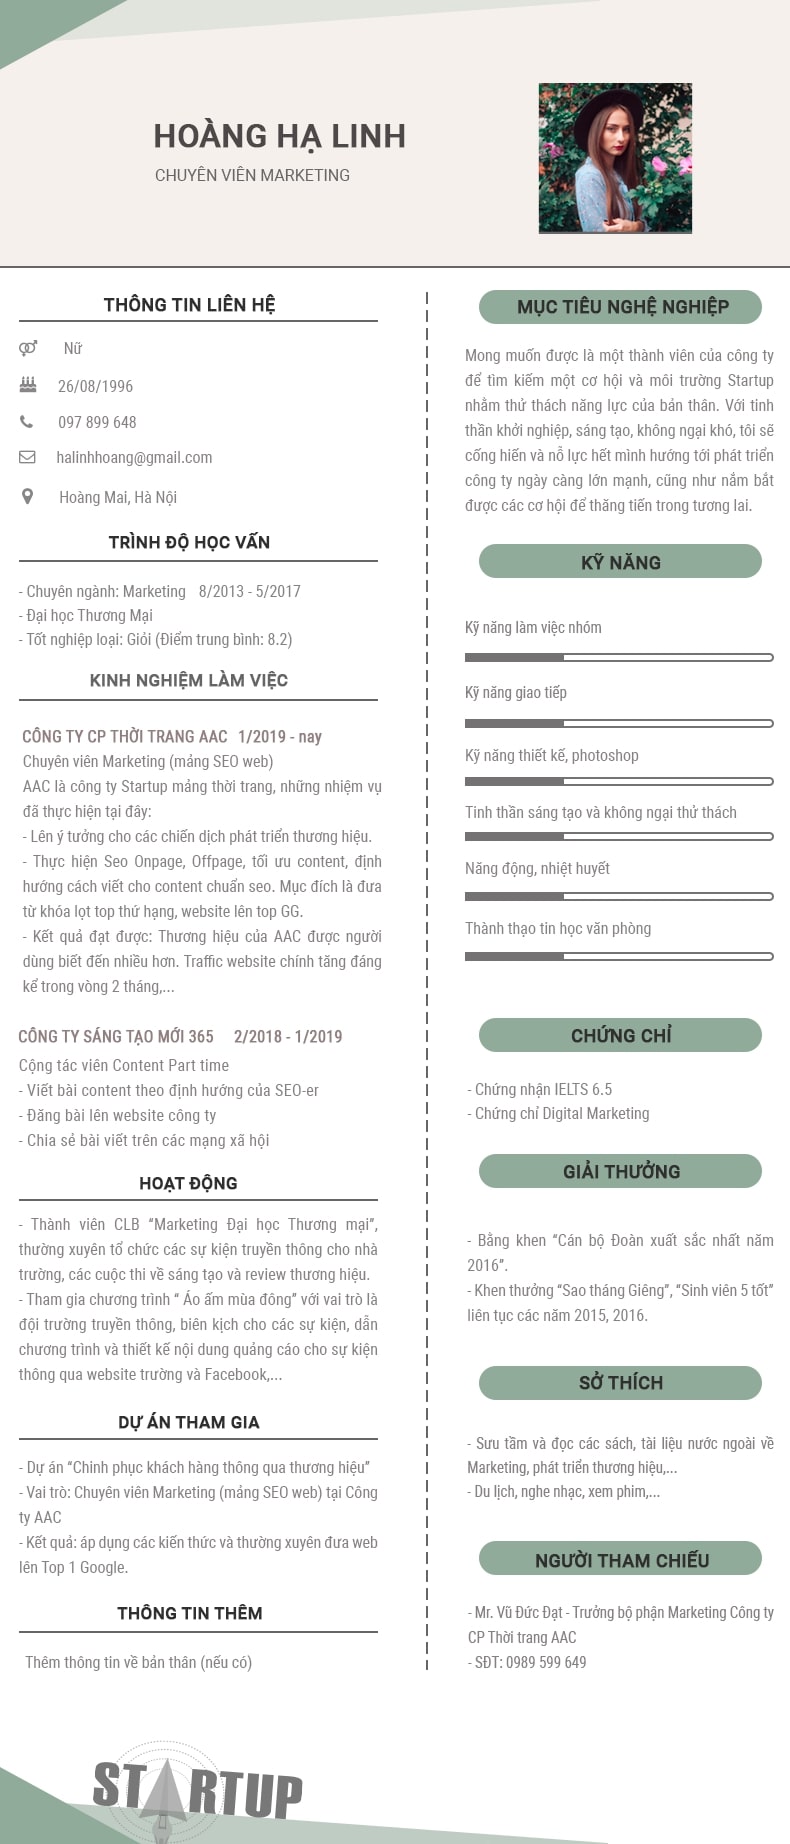 HOÀNG HẠ LINH
CHUYÊN VIÊN MARKETING
THÔNG TIN LIÊN HỆ
Nữ
26/08/1996
097 899 648
halinhhoang@gmail.com
Hoàng Mai, Hà Nội
TRÌNH ĐỘ HỌC VẤN
- Chuyên ngành: Marketing 8/2013 - 5/2017
- Đại học Thương Mại
- Tốt nghiệp loại: Giỏi (Điểm trung bình: 8.2)
KINH NGHIỆM LÀM VIỆC
CÔNG TY CP THỜI TRANG AAC 1/2019 - nay
Chuyên viên Marketing (mảng SEO web)
AAC là công ty Startup mảng thời trang, những nhiệm vụ
đã thực hiện tại đây:
- Lên ý tưởng cho các chiến dịch phát triển thương hiệu.
- Thực hiện Seo Onpage, Offpage, tối ưu content, định
hướng cách viết cho content chuẩn seo. Mục đích là đưa
từ khóa lọt top thứ hạng, website lên top GG.
- Kết quả đạt được: Thương hiệu của AAC được người
dùng biết đến nhiều hơn. Traffic website chính tăng đáng
kể trong vòng 2 tháng,...
CÔNG TY SÁNG TẠO MỚI 365 2/2018 - 1/2019
Cộng tác viên Content Part time
- Viết bài content theo định hướng của SEO-er
- Đăng bài lên website công ty
- Chia sẻ bài viết trên các mạng xã hội
HOẠT ĐỘNG
- Thành viên CLB “Marketing Đại học Thương mại”,
thường xuyên tổ chức các sự kiện truyền thông cho nhà
trường, các cuộc thi về sáng tạo và review thương hiệu.
- Tham gia chương trình “ Áo ấm mùa đông” với vai trò là
đội trưởng truyền thông, biên kịch cho các sự kiện, dẫn
chương trình và thiết kế nội dung quảng cáo cho sự kiện
thông qua website trường và Facebook,...
DỰ ÁN THAM GIA
- Dự án “Chinh phục khách hàng thông qua thương hiệu”
- Vai trò: Chuyên viên Marketing (mảng SEO web) tại Công
ty AAC
- Kết quả: áp dụng các kiến thức và thường xuyên đưa web
lên Top 1 Google.
THÔNG TIN THÊM
Thêm thông tin về bản thân (nếu có)
MỤC TIÊU NGHỀ NGHIỆP
Mong muốn được là một thành viên của công ty
để tìm kiếm một cơ hội và môi trường Startup
nhằm thử thách năng lực của bản thân. Với tinh
thần khởi nghiệp, sáng tạo, không ngại khó, tôi sẽ
cống hiến và nỗ lực hết mình hướng tới phát triển
công ty ngày càng lớn mạnh, cũng như nắm bắt
được các cơ hội để thăng tiến trong tương lai.
KỸ NĂNG
Kỹ năng làm việc nhóm
Kỹ năng giao tiếp
Kỹ năng thiết kế, photoshop
Tinh thần sáng tạo và không ngại thử thách
Năng động, nhiệt huyết
Thành thạo tin học văn phòng
CHỨNG CHỈ
- Chứng nhận IELTS 6.5
- Chứng chỉ Digital Marketing
GIẢI THƯỞNG
- Bằng khen “Cán bộ Đoàn xuất sắc nhất năm
2016”.
- Khen thưởng “Sao tháng Giêng”, “Sinh viên 5 tốt”
liên tục các năm 2015, 2016.
SỞ THÍCH
- Sưu tầm và đọc các sách, tài liệu nước ngoài về
Marketing, phát triển thương hiệu,...
- Du lịch, nghe nhạc, xem phim,...
NGƯỜI THAM CHIẾU
- Mr. Vũ Đức Đạt - Trưởng bộ phận Marketing Công ty
CP Thời trang AAC
- SĐT: 0989 599 649
STARTUP